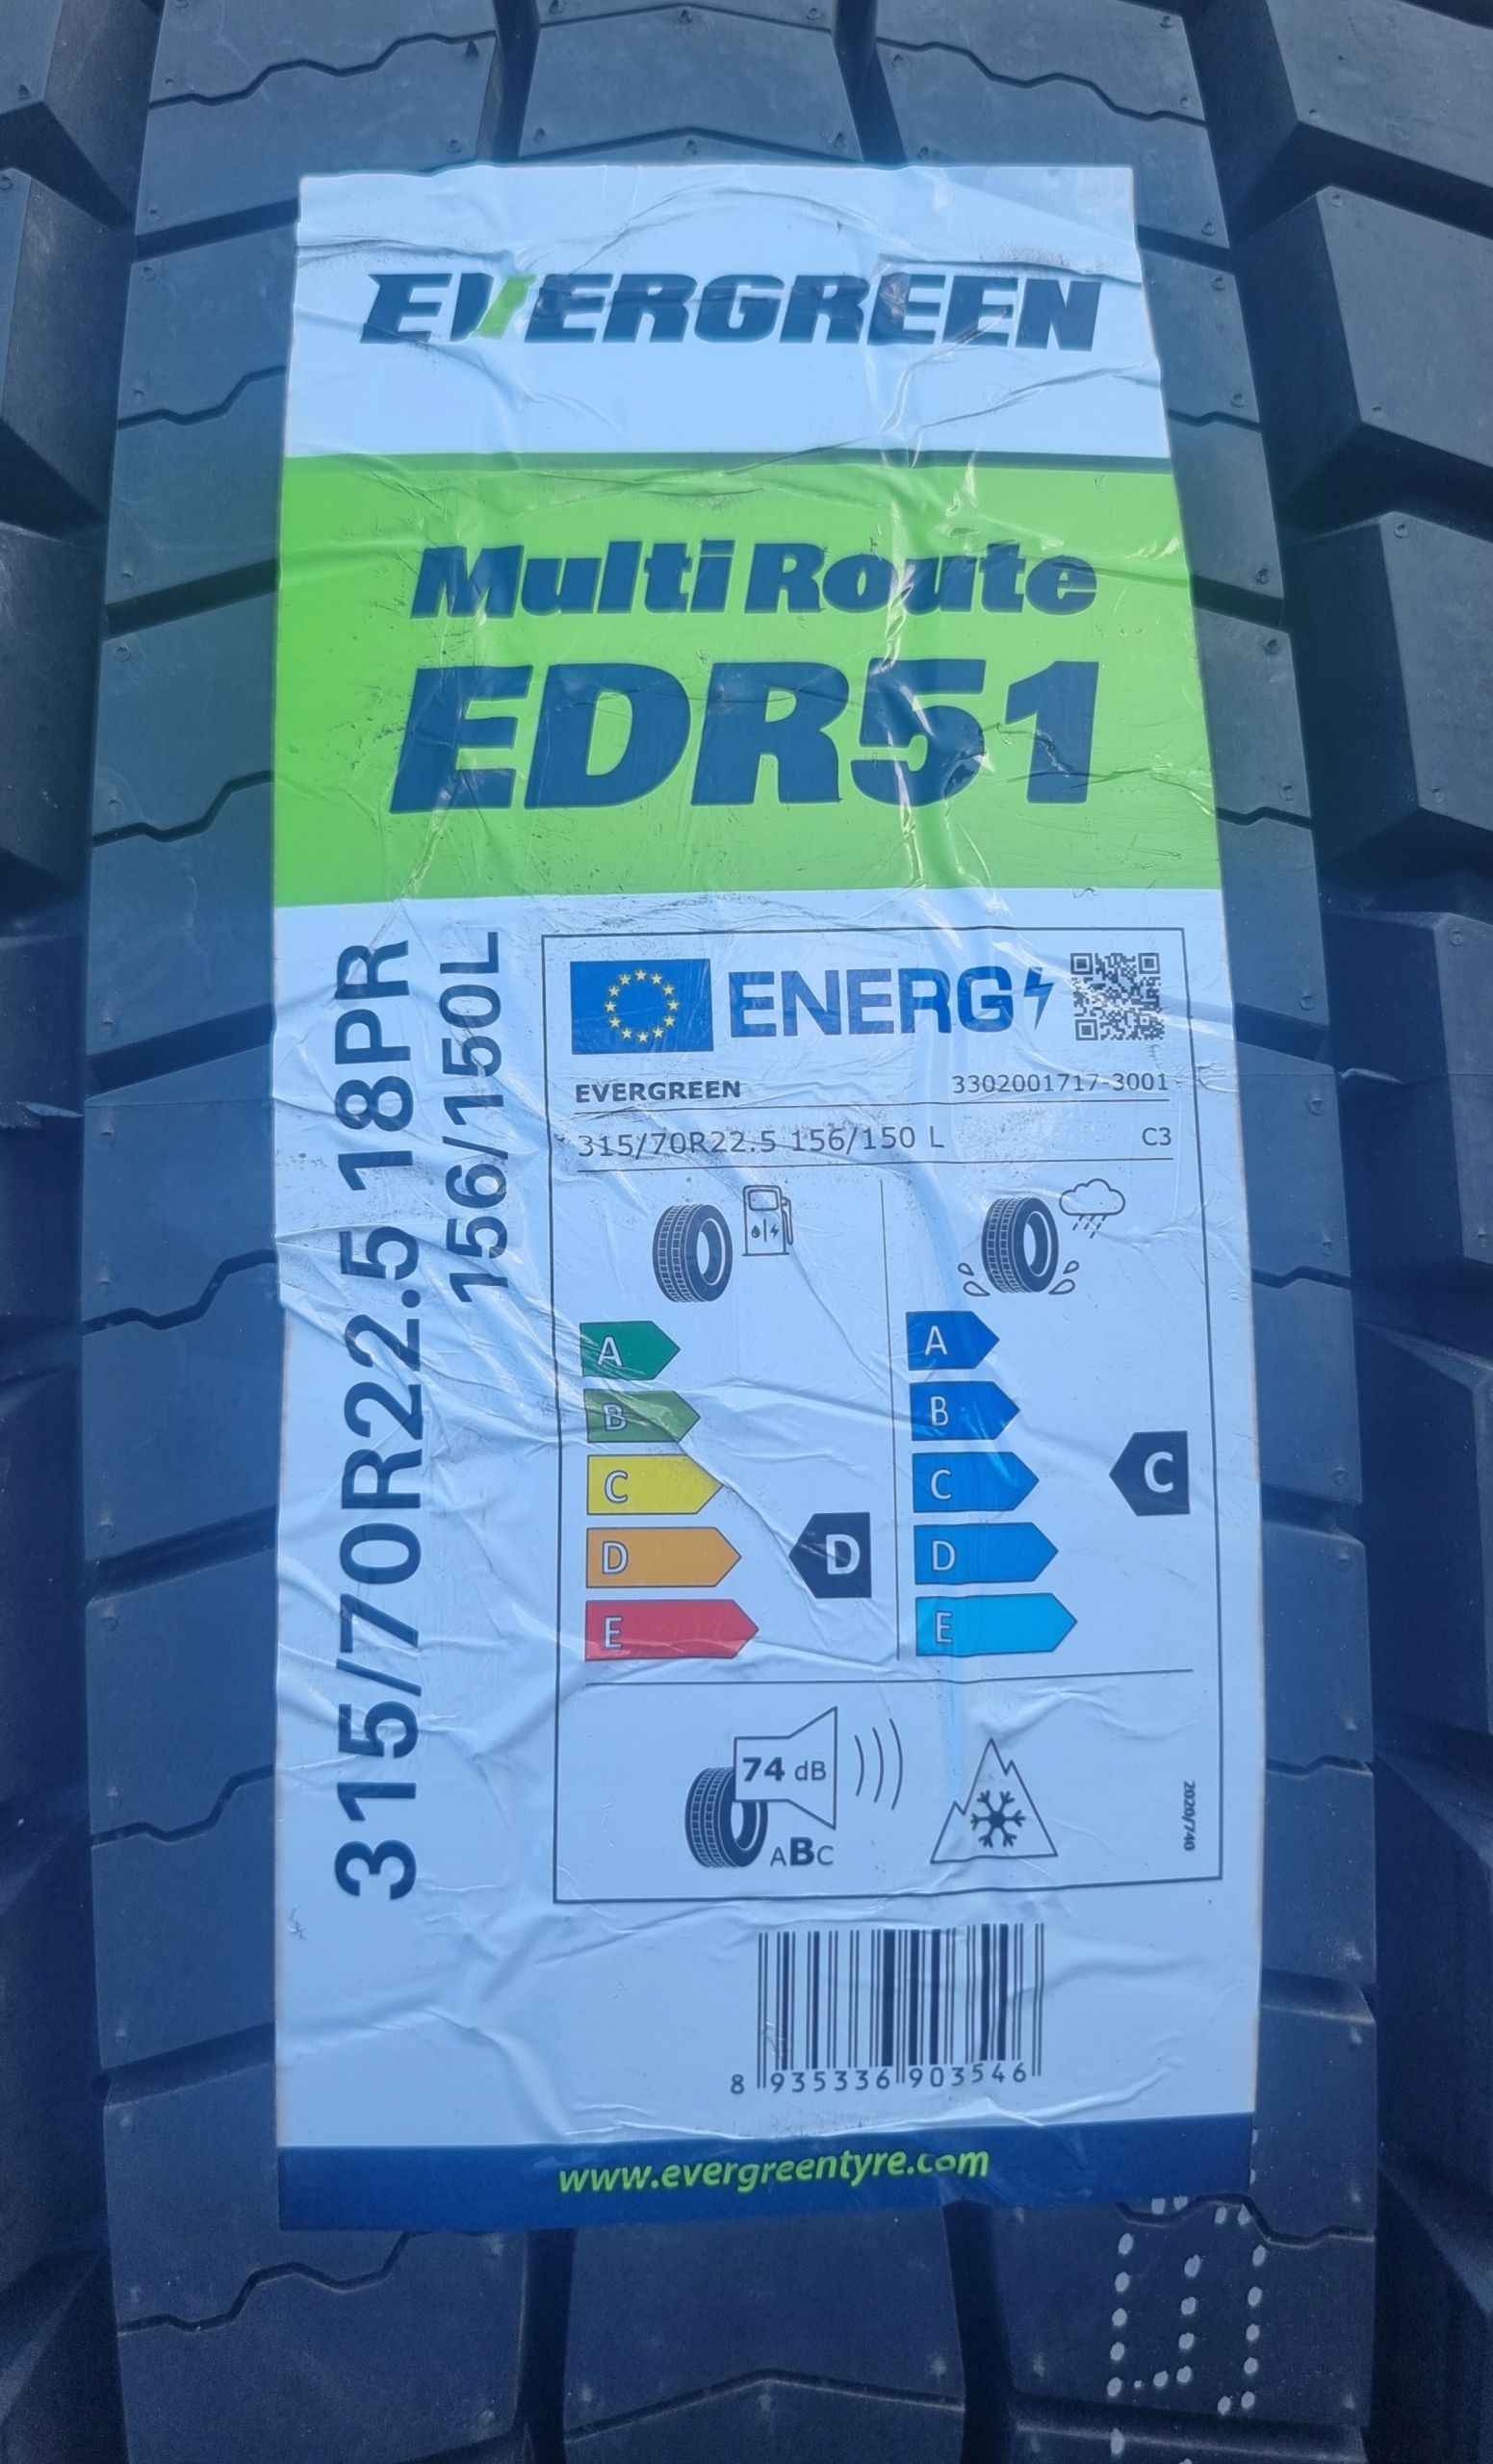 EVERGREEN
Multi Route
EDR51
315/70R22.5 18PR
156/150L
ENERG
EVERGREEN 3302001717-3001
315/70R22.5 156/150 L C3
A
B
C
D
E
D
A
B
C
D
E
C
74 dB
ABC
2020/740
8 935336 903546
www.evergreentyre.com